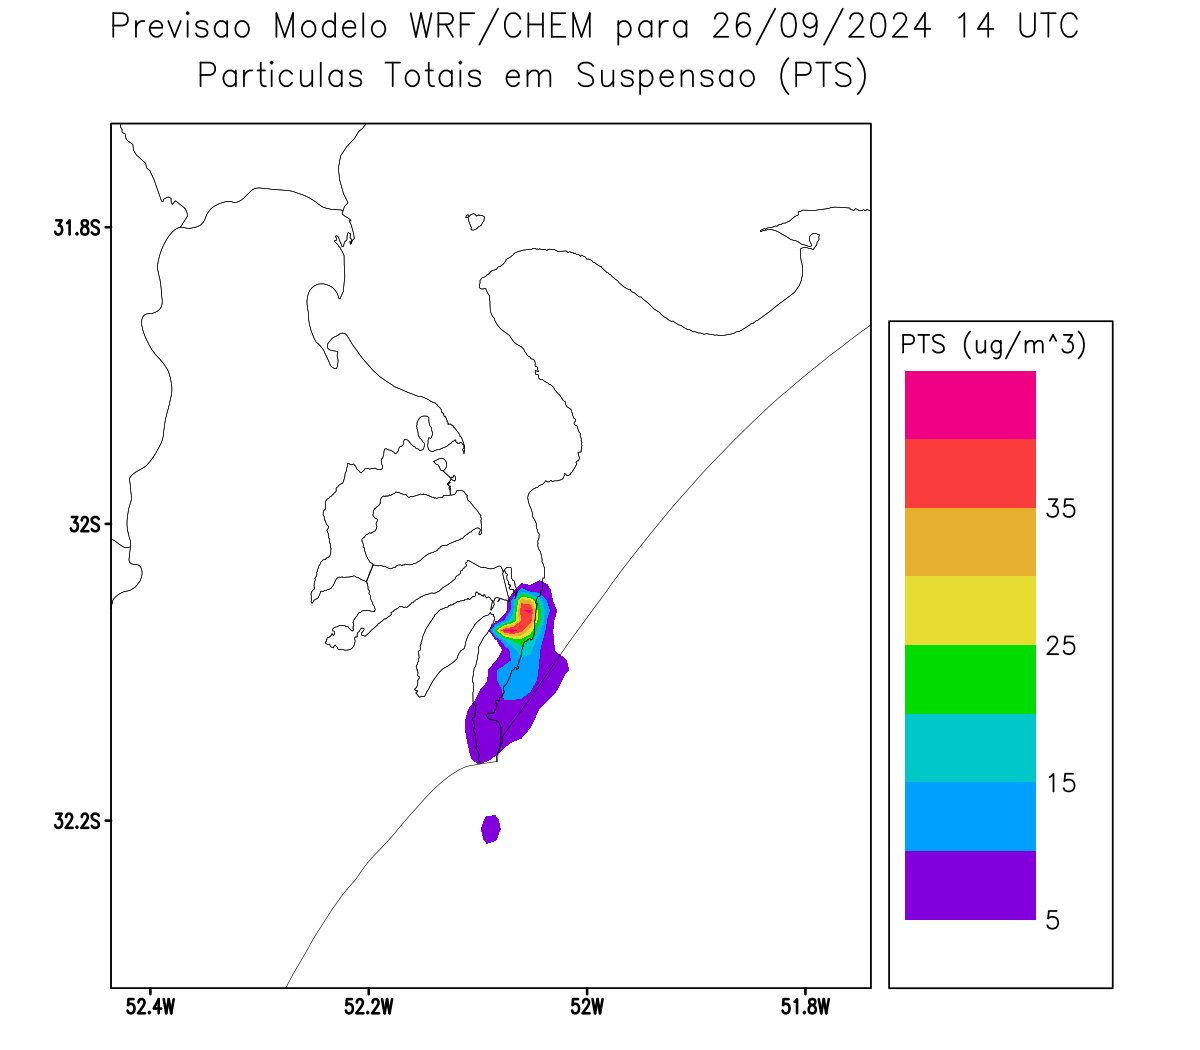 Previsao Modelo WRF/CHEM para 26/09/2024 14 UTC
Particulas Totais em Suspensao (PTS)
31.8S
32S
32.2S
52.4W
52.2W
52W
51.8W
PTS (ug/m^3)
35
25
15
5